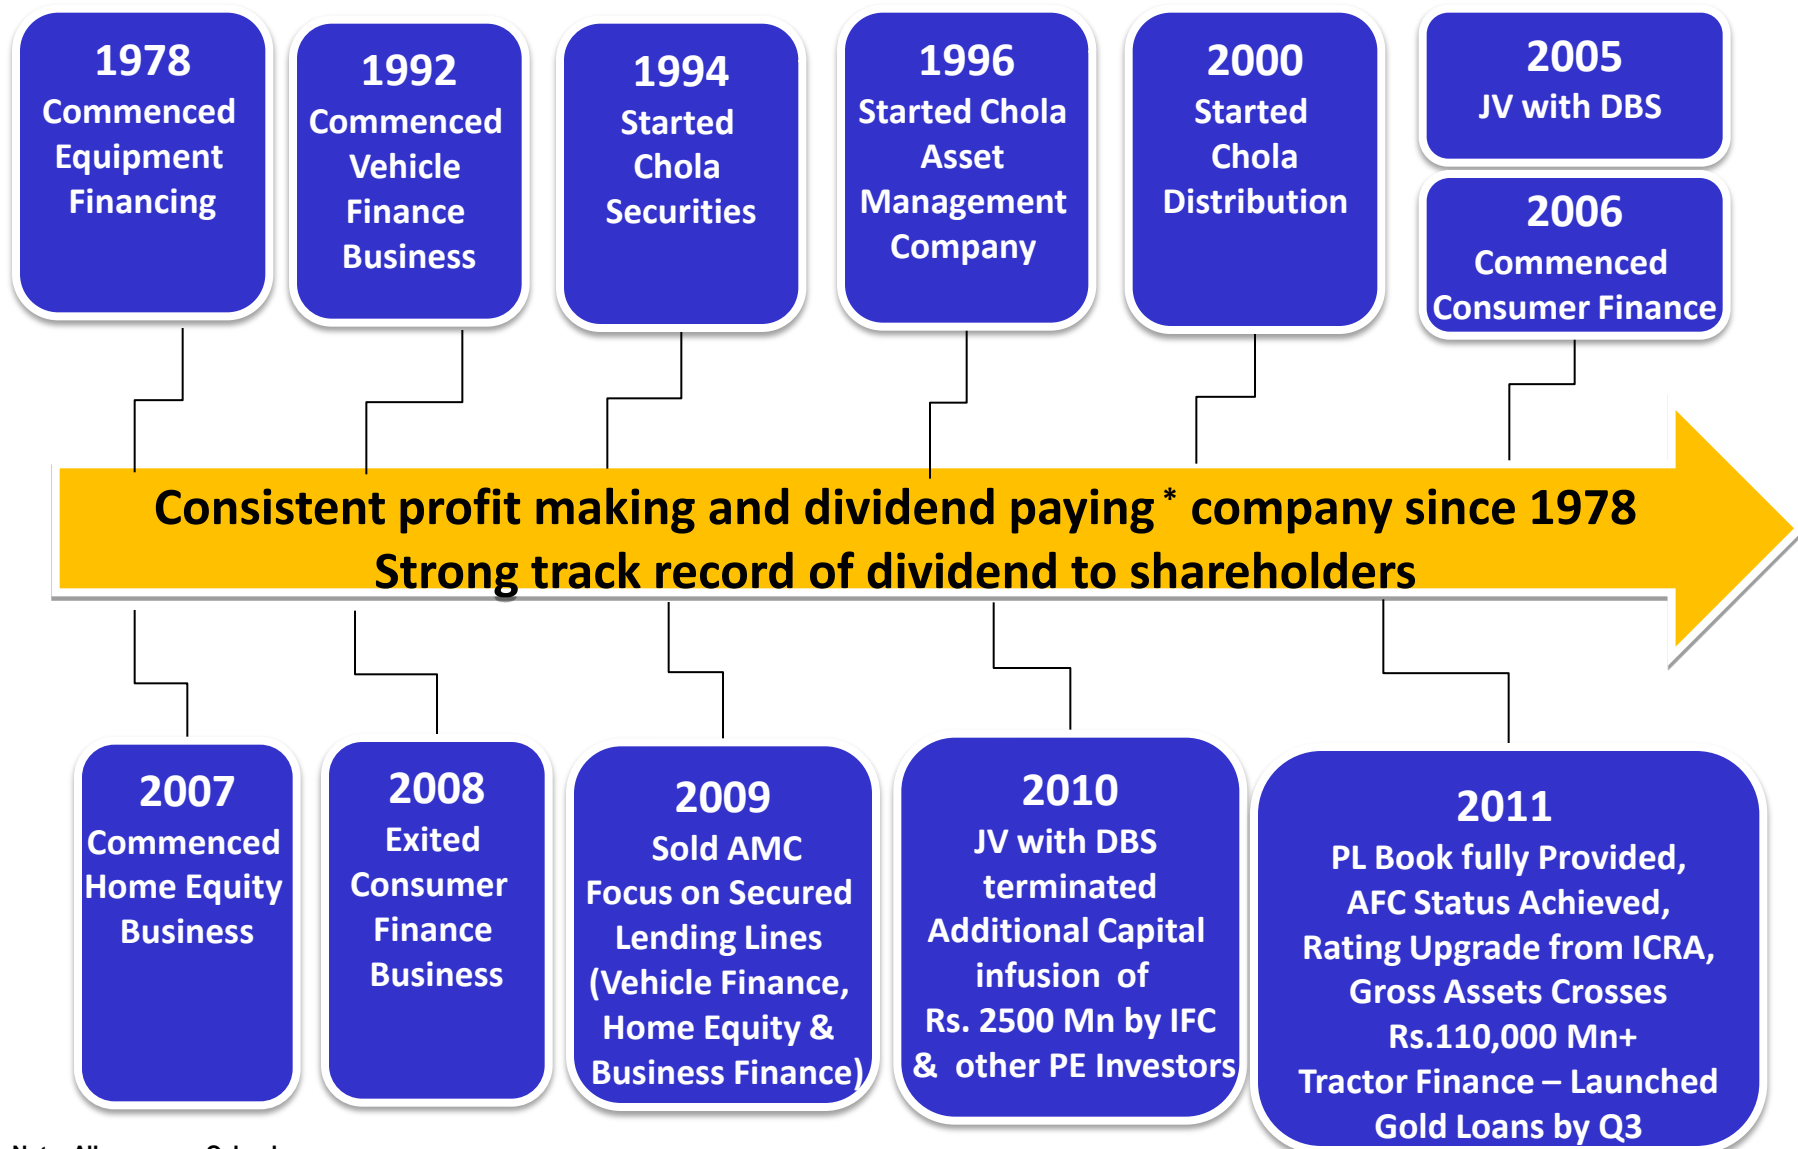 1978
Commenced
Equipment
Financing
1992
Commenced
Vehicle
Finance
Business
1994
Started
Chola
Securities
1996
Started Chola
Asset
Management
Company
2000
Started
Chola
Distribution
2005
JV with DBS
2006
Commenced
Consumer Finance
Consistent profit making and dividend paying* company since 1978
Strong track record of dividend to shareholders
2007
Commenced
Home Equity
Business
2008
Exited
Consumer
Finance
Business
2009
Sold AMC
Focus on Secured
Lending Lines
(Vehicle Finance,
Home Equity &
Business Finance)
2010
JV with DBS
terminated
Additional Capital
infusion of
Rs. 2500 Mn by IFC
& other PE Investors
2011
PL Book fully Provided,
AFC Status Achieved,
Rating Upgrade from ICRA,
Gross Assets Crosses
Rs.110,000 Mn+
Tractor Finance – Launched
Gold Loans by Q3